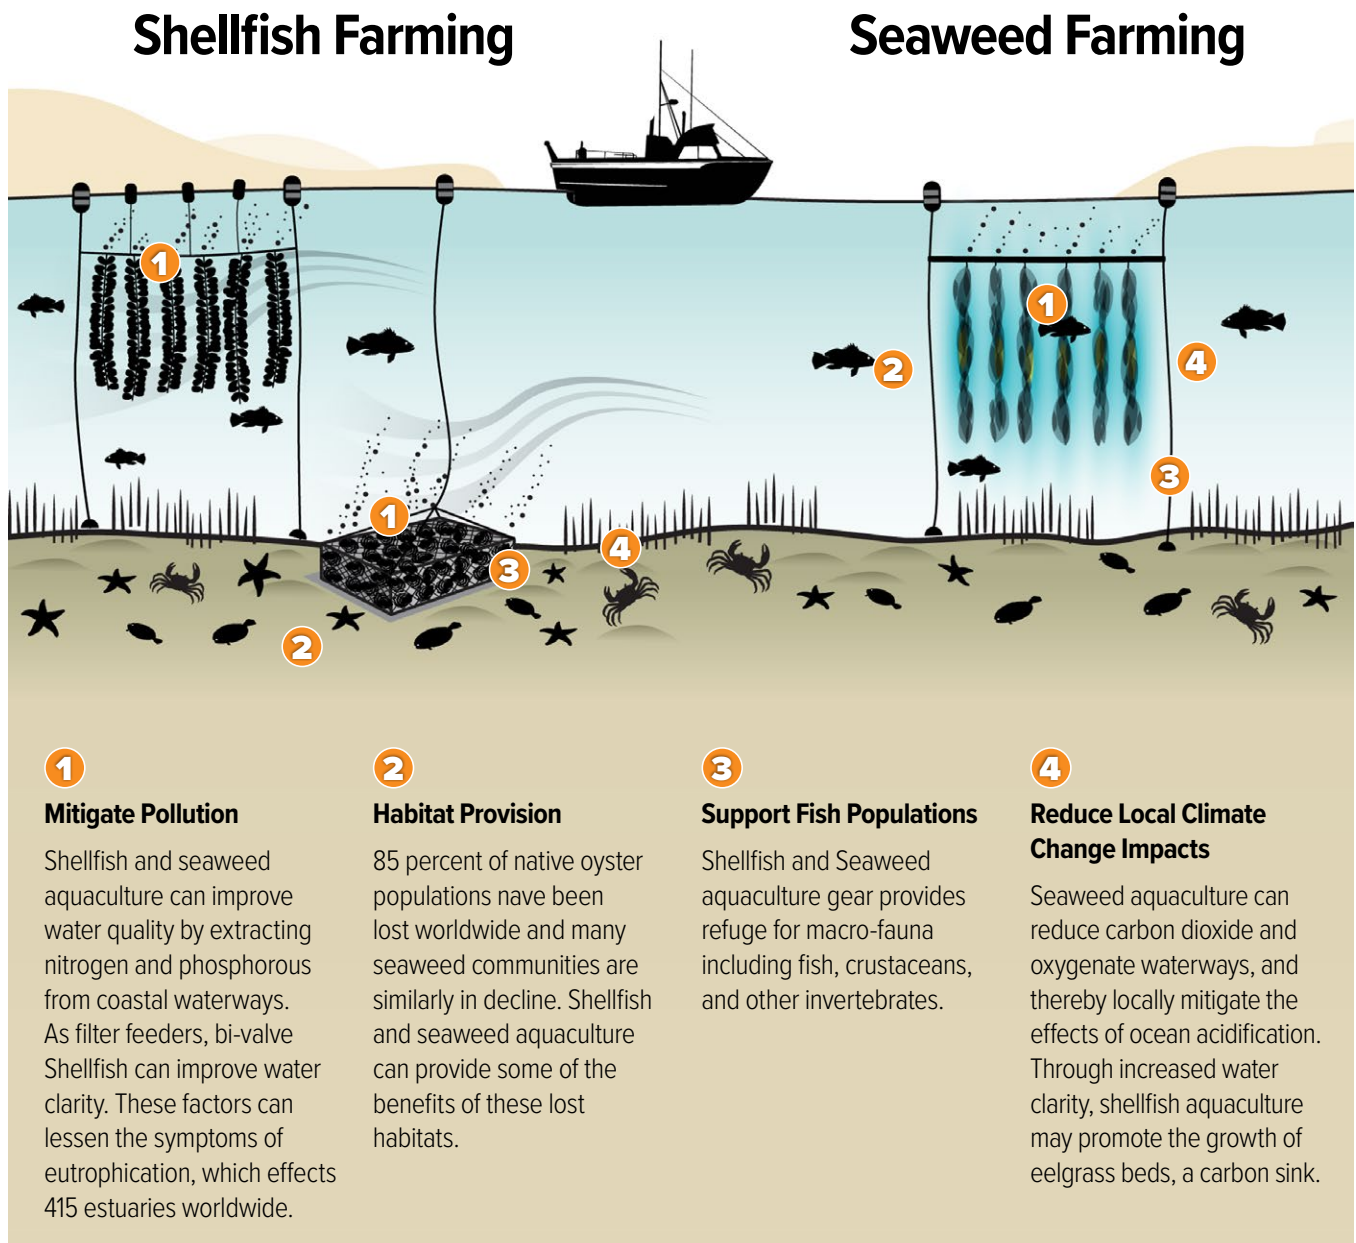 Shellfish Farming
Seaweed Farming
1
1
2
4
3
1
4
3
2
1
Mitigate Pollution
Shellfish and seaweed
aquaculture can improve
water quality by extracting
nitrogen and phosphorous
from coastal waterways.
As filter feeders, bi-valve
Shellfish can improve water
clarity. These factors can
lessen the symptoms of
eutrophication, which effects
415 estuaries worldwide.
2
Habitat Provision
85 percent of native oyster
populations nave been
lost worldwide and many
seaweed communities are
similarly in decline. Shellfish
and seaweed aquaculture
can provide some of the
benefits of these lost
habitats.
3
Support Fish Populations
Shellfish and Seaweed
aquaculture gear provides
refuge for macro-fauna
including fish, crustaceans,
and other invertebrates.
4
Reduce Local Climate
Change Impacts
Seaweed aquaculture can
reduce carbon dioxide and
oxygenate waterways, and
thereby locally mitigate the
effects of ocean acidification.
Through increased water
clarity, shellfish aquaculture
may promote the growth of
eelgrass beds, a carbon sink.